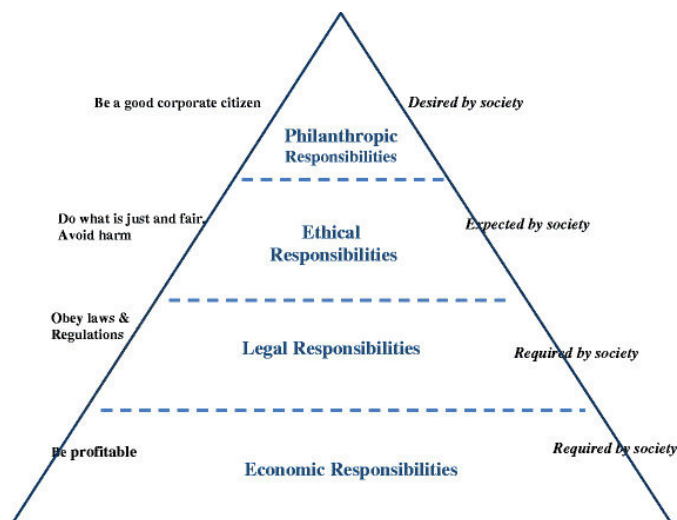 Be a good corporate citizen
Desired by society
Philanthropic
Responsibilities
Do what is just and fair,
Avoid harm
Expected by society
Ethical
Responsibilities
Obey laws &
Regulations
Legal Responsibilities
Required by society
Be profitable
Required by society
Economic Responsibilities